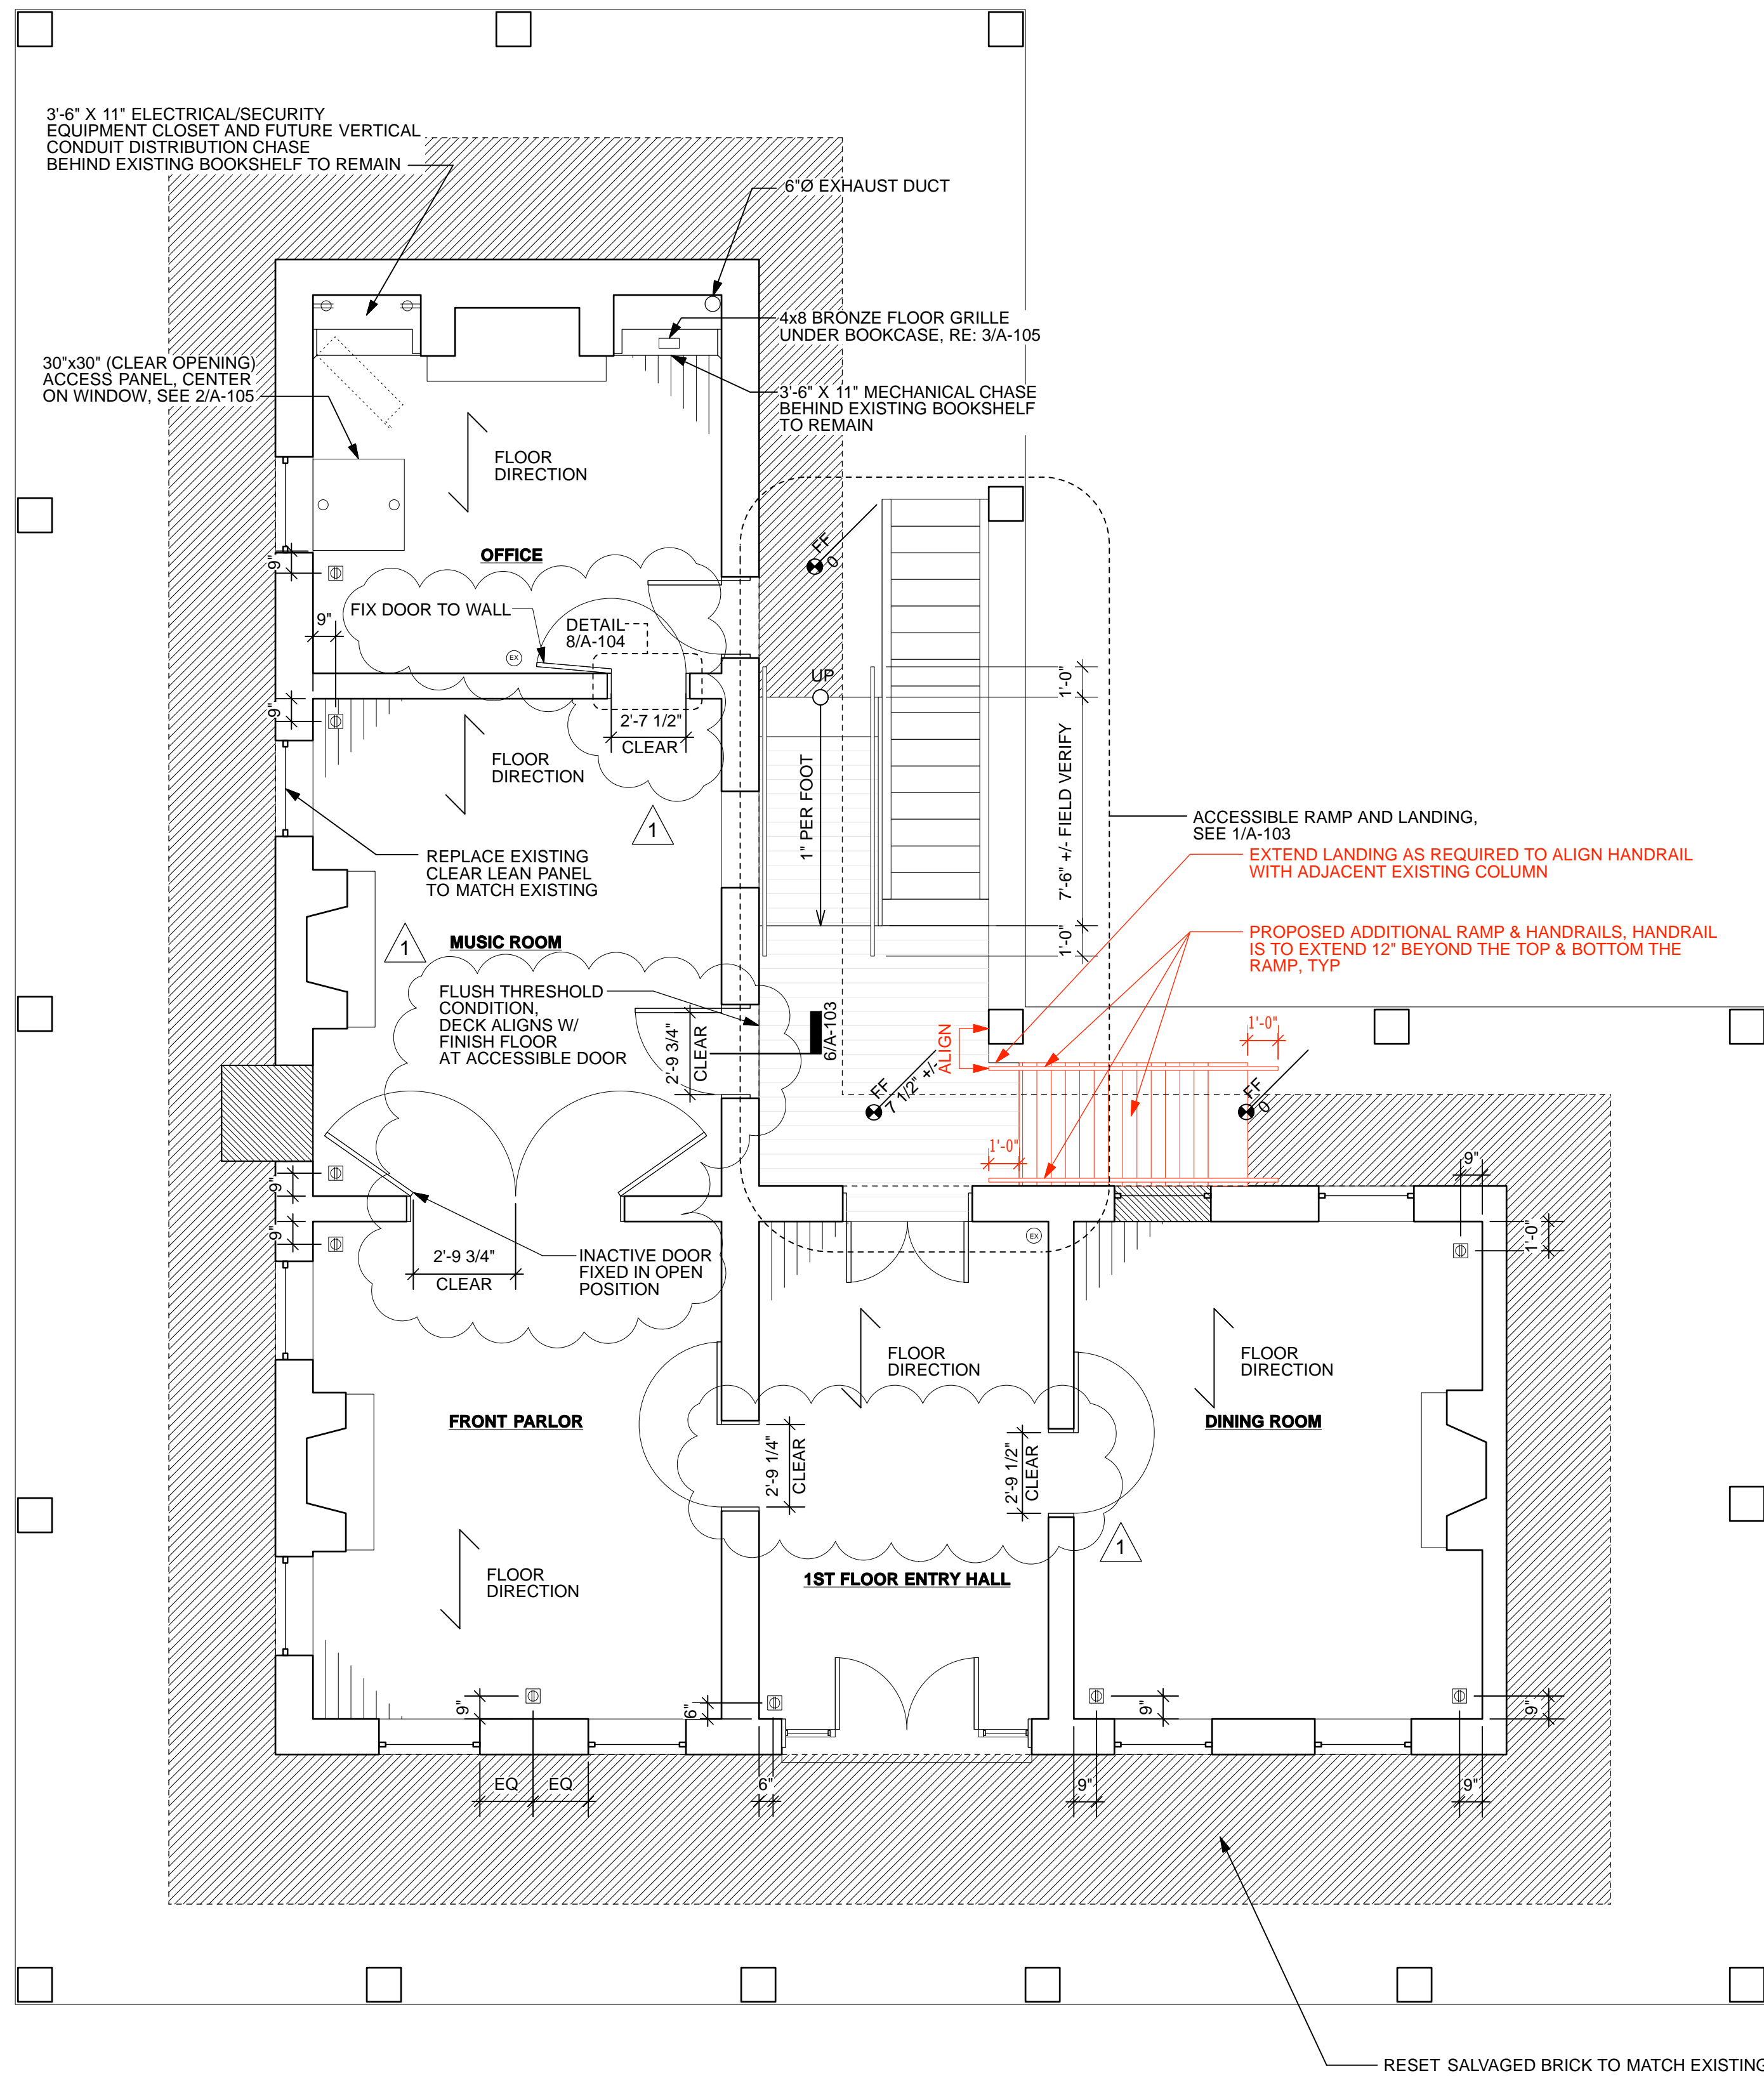 3'-6" X 11" ELECTRICAL/SECURITY
EQUIPMENT CLOSET AND FUTURE VERTICAL
CONDUIT DISTRIBUTION CHASE
BEHIND EXISTING BOOKSHELF TO REMAIN
6"Ø EXHAUST DUCT
4x8 BRONZE FLOOR GRILLE
UNDER BOOKCASE, RE: 3/A-105
30"x30" (CLEAR OPENING)
ACCESS PANEL, CENTER
ON WINDOW, SEE 2/A-105
3'-6" X 11" MECHANICAL CHASE
BEHIND EXISTING BOOKSHELF
TO REMAIN
FLOOR
DIRECTION
OFFICE
FF
0
9"
FIX DOOR TO WALL
9"
DETAIL
8/A-104
EX
UP
1'-0"
9"
2'-7 1/2"
CLEAR
FLOOR
DIRECTION
1" PER FOOT
7'-6" +/- FIELD VERIFY
1'-0"
1
ACCESSIBLE RAMP AND LANDING,
SEE 1/A-103
REPLACE EXISTING
CLEAR LEAN PANEL
TO MATCH EXISTING
EXTEND LANDING AS REQUIRED TO ALIGN HANDRAIL
WITH ADJACENT EXISTING COLUMN
1
MUSIC ROOM
PROPOSED ADDITIONAL RAMP & HANDRAILS, HANDRAIL
IS TO EXTEND 12" BEYOND THE TOP & BOTTOM THE
RAMP, TYP
FLUSH THRESHOLD
CONDITION,
DECK ALIGNS W/
FINISH FLOOR
AT ACCESSIBLE DOOR
2'-9 3/4"
CLEAR
6/A-103
ALIGN
1'-0"
FF
7 1/2" +/-
FF
0
1'-0"
9"
9"
9"
1'-0"
2'-9 3/4"
CLEAR
INACTIVE DOOR
FIXED IN OPEN
POSITION
EX
FLOOR
DIRECTION
FLOOR
DIRECTION
FRONT PARLOR
DINING ROOM
2'-9 1/4"
CLEAR
2'-9 1/2"
CLEAR
1
1ST FLOOR ENTRY HALL
FLOOR
DIRECTION
9"
6"
9"
9"
EQ
EQ
6"
9"
9"
RESET SALVAGED BRICK TO MATCH EXISTING